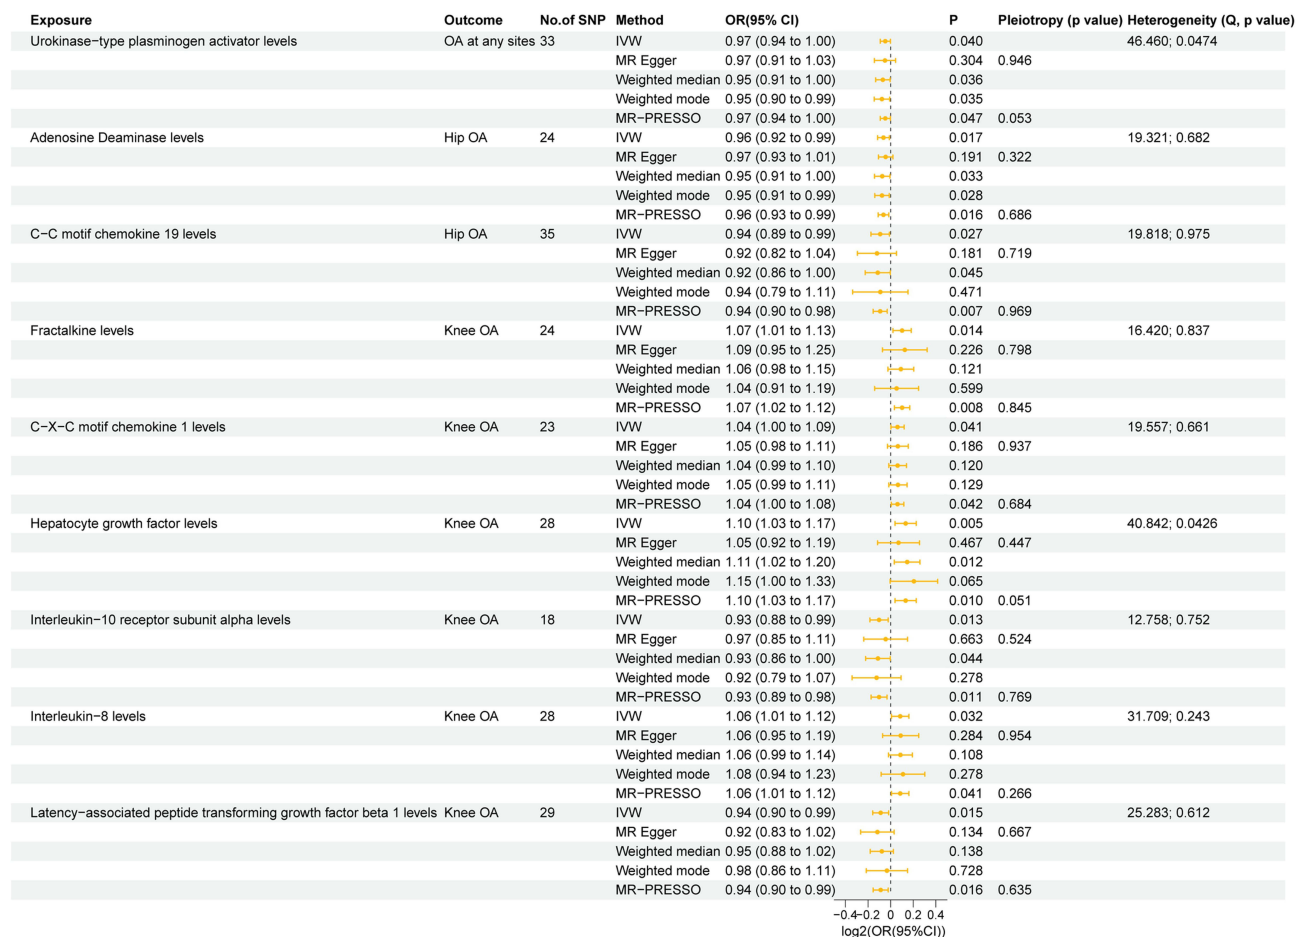 Exposure Outcome No.of SNP Method OR(95% CI) P Pleiotropy (p value) Heterogeneity (Q, p value)
Urokinase−type plasminogen activator levels OA at any sites 33 IVW 0.97 (0.94 to 1.00) 0.040 46.460; 0.0474
MR Egger 0.97 (0.91 to 1.03) 0.304 0.946
Weighted median 0.95 (0.91 to 1.00) 0.036
Weighted mode 0.95 (0.90 to 0.99) 0.035
MR−PRESSO 0.97 (0.94 to 1.00) 0.047 0.053
Adenosine Deaminase levels Hip OA 24 IVW 0.96 (0.92 to 0.99) 0.017 19.321; 0.682
MR Egger 0.97 (0.93 to 1.01) 0.191 0.322
Weighted median 0.95 (0.91 to 1.00) 0.033
Weighted mode 0.95 (0.91 to 0.99) 0.028
MR−PRESSO 0.96 (0.93 to 0.99) 0.016 0.686
C−C motif chemokine 19 levels Hip OA 35 IVW 0.94 (0.89 to 0.99) 0.027 19.818; 0.975
MR Egger 0.92 (0.82 to 1.04) 0.181 0.719
Weighted median 0.92 (0.86 to 1.00) 0.045
Weighted mode 0.94 (0.79 to 1.11) 0.471
MR−PRESSO 0.94 (0.90 to 0.98) 0.007 0.969
Fractalkine levels Knee OA 24 IVW 1.07 (1.01 to 1.13) 0.014 16.420; 0.837
MR Egger 1.09 (0.95 to 1.25) 0.226 0.798
Weighted median 1.06 (0.98 to 1.15) 0.121
Weighted mode 1.04 (0.91 to 1.19) 0.599
MR−PRESSO 1.07 (1.02 to 1.12) 0.008 0.845
C−X−C motif chemokine 1 levels Knee OA 23 IVW 1.04 (1.00 to 1.09) 0.041 19.557; 0.661
MR Egger 1.05 (0.98 to 1.11) 0.186 0.937
Weighted median 1.04 (0.99 to 1.10) 0.120
Weighted mode 1.05 (0.99 to 1.11) 0.129
MR−PRESSO 1.04 (1.00 to 1.08) 0.042 0.684
Hepatocyte growth factor levels Knee OA 28 IVW 1.10 (1.03 to 1.17) 0.005 40.842; 0.0426
MR Egger 1.05 (0.92 to 1.19) 0.467 0.447
Weighted median 1.11 (1.02 to 1.20) 0.012
Weighted mode 1.15 (1.00 to 1.33) 0.065
MR−PRESSO 1.10 (1.03 to 1.17) 0.010 0.051
Interleukin−10 receptor subunit alpha levels Knee OA 18 IVW 0.93 (0.88 to 0.99) 0.013 12.758; 0.752
MR Egger 0.97 (0.85 to 1.11) 0.663 0.524
Weighted median 0.93 (0.86 to 1.00) 0.044
Weighted mode 0.92 (0.79 to 1.07) 0.278
MR−PRESSO 0.93 (0.89 to 0.98) 0.011 0.769
Interleukin−8 levels Knee OA 28 IVW 1.06 (1.01 to 1.12) 0.032 31.709; 0.243
MR Egger 1.06 (0.95 to 1.19) 0.284 0.954
Weighted median 1.06 (0.99 to 1.14) 0.108
Weighted mode 1.08 (0.94 to 1.23) 0.278
MR−PRESSO 1.06 (1.01 to 1.12) 0.041 0.266
Latency−associated peptide transforming growth factor beta 1 levels Knee OA 29 IVW 0.94 (0.90 to 0.99) 0.015 25.283; 0.612
MR Egger 0.92 (0.83 to 1.02) 0.134 0.667
Weighted median 0.95 (0.88 to 1.02) 0.138
Weighted mode 0.98 (0.86 to 1.11) 0.728
MR−PRESSO 0.94 (0.90 to 0.99) 0.016 0.635
−0.4−0.2 0 0.2 0.4
log2(OR(95%CI))